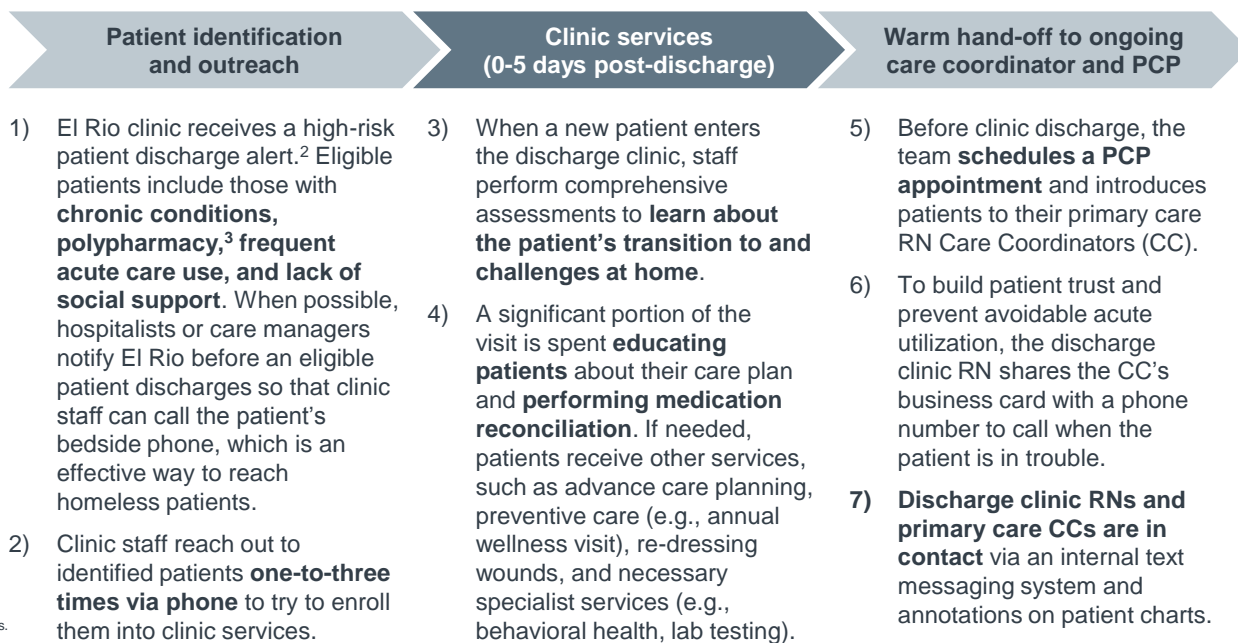 Patient identification
and outreach
Clinic services
(0-5 days post-discharge)
Warm hand-off to ongoing
care coordinator and PCP
1) El Rio clinic receives a high-risk
patient discharge alert.² Eligible
patients include those with
chronic conditions,
polypharmacy,³ frequent
acute care use, and lack of
social support. When possible,
hospitalists or care managers
notify El Rio before an eligible
patient discharges so that clinic
staff can call the patient's
bedside phone, which is an
effective way to reach
homeless patients.
2) Clinic staff reach out to
identified patients one-to-three
times via phone to try to enroll
them into clinic services.
s.
3) When a new patient enters
the discharge clinic, staff
perform comprehensive
assessments to learn about
the patient's transition to and
challenges at home.
4) A significant portion of the
visit is spent educating
patients about their care plan
and performing medication
reconciliation. If needed,
patients receive other services,
such as advance care planning,
preventive care (e.g., annual
wellness visit), re-dressing
wounds, and necessary
specialist services (e.g.,
behavioral health, lab testing).
5) Before clinic discharge, the
team schedules a PCP
appointment and introduces
patients to their primary care
RN Care Coordinators (CC).
6) To build patient trust and
prevent avoidable acute
utilization, the discharge
clinic RN shares the CC's
business card with a phone
number to call when the
patient is in trouble.
7) Discharge clinic RNs and
primary care CCs are in
contact via an internal text
messaging system and
annotations on patient charts.